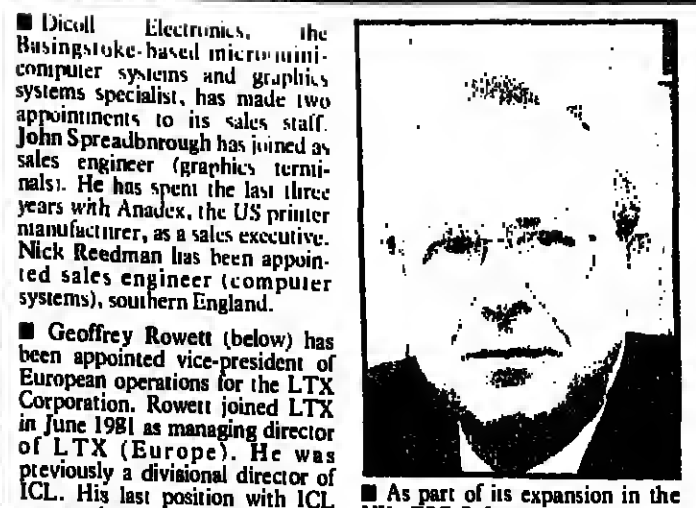 ■ Dicoll Electronics, the
Basingstoke-based micro/mini-
computer systems and graphics
systems specialist, has made two
appointments to its sales staff.
John Spreadbnrough has joined as
sales engineer (graphics termi-
nals). He has spent the last three
years with Anadex, the US printer
manufacturer, as a sales executive.
Nick Reedman has been appoin-
ted sales engineer (computer
systems), southern England.
■ Geoffrey Rowett (below) has
been appointed vice-president of
European operations for the LTX
Corporation. Rowett joined LTX
in June 1981 as managing director
of LTX (Europe). He was
previously a divisional director of
ICL. His last position with ICL
■ As part of its expansion in the